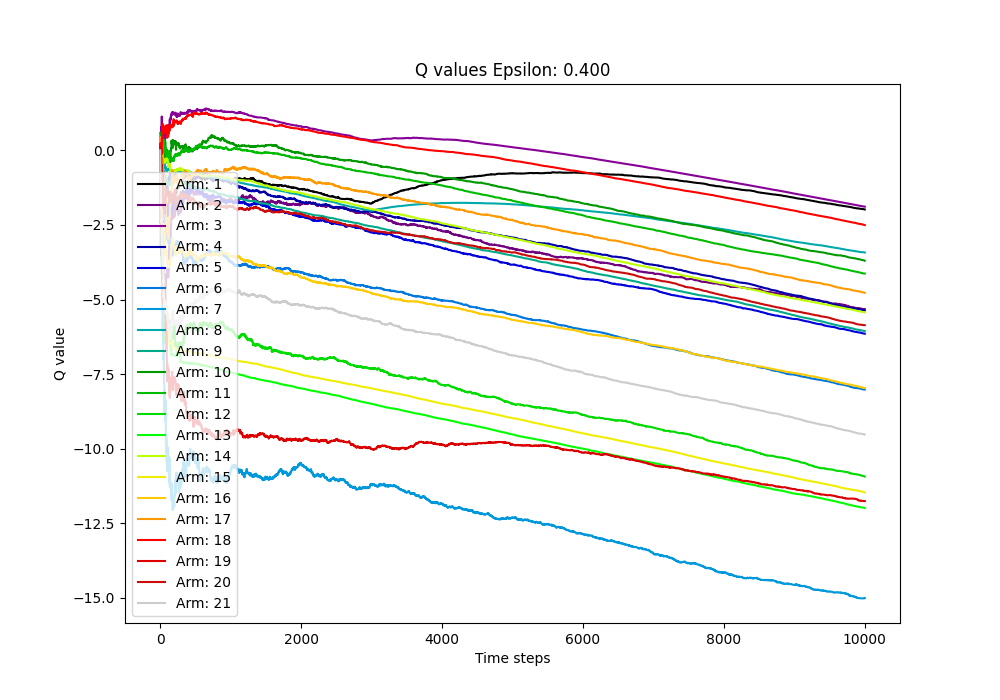 Q values Epsilon: 0.400
Q value
0.0
−2.5
−5.0
−7.5
−10.0
−12.5
−15.0
Arm: 1
Arm: 2
Arm: 3
Arm: 4
Arm: 5
Arm: 6
Arm: 7
Arm: 8
Arm: 9
Arm: 10
Arm: 11
Arm: 12
Arm: 13
Arm: 14
Arm: 15
Arm: 16
Arm: 17
Arm: 18
Arm: 19
Arm: 20
Arm: 21
0 2000 4000 6000 8000 10000
Time steps